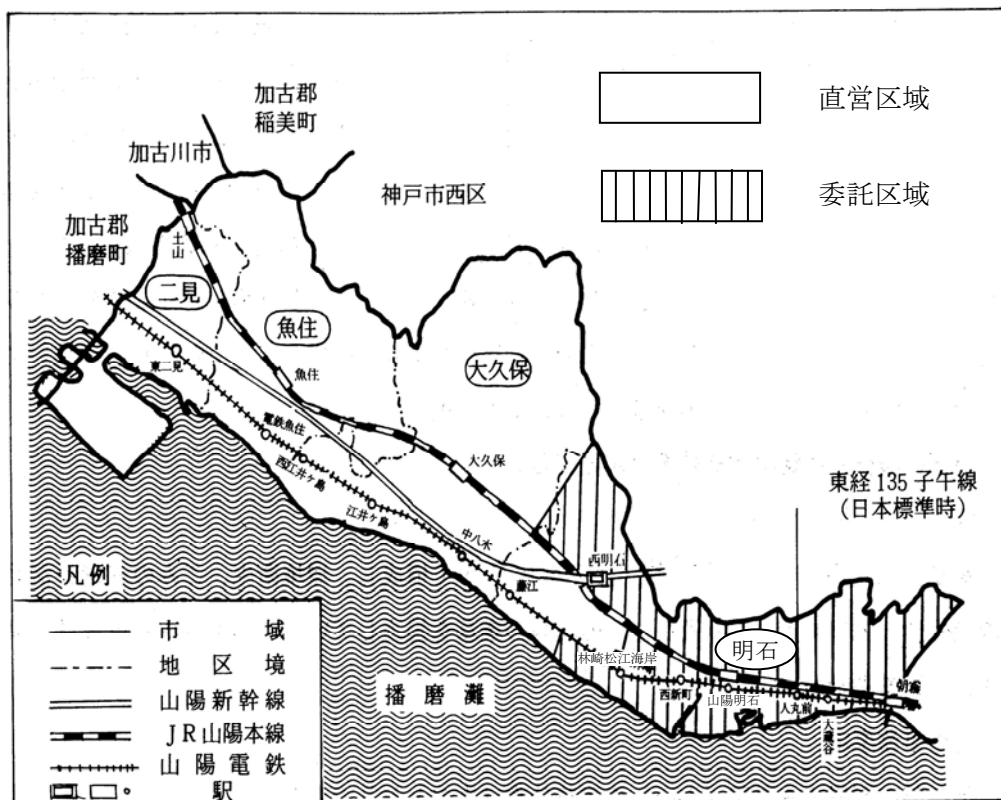 加古郡
稲美町
加古川市
神戸市西区
加古郡
播磨町
直営区域
委託区域
土山
二見
魚住
大久保
東二見
魚住
電鉄魚住
西江井ヶ島
江井ヶ島
大久保
中八木
藤江
西明石
東経135子午線
(日本標準時)
林崎松江海岸
西新町
明石
山陽明石
人丸前
大蔵谷
朝霧
播磨灘
凡例
市域
地区境
山陽新幹線
JR山陽本線
山陽電鉄
駅